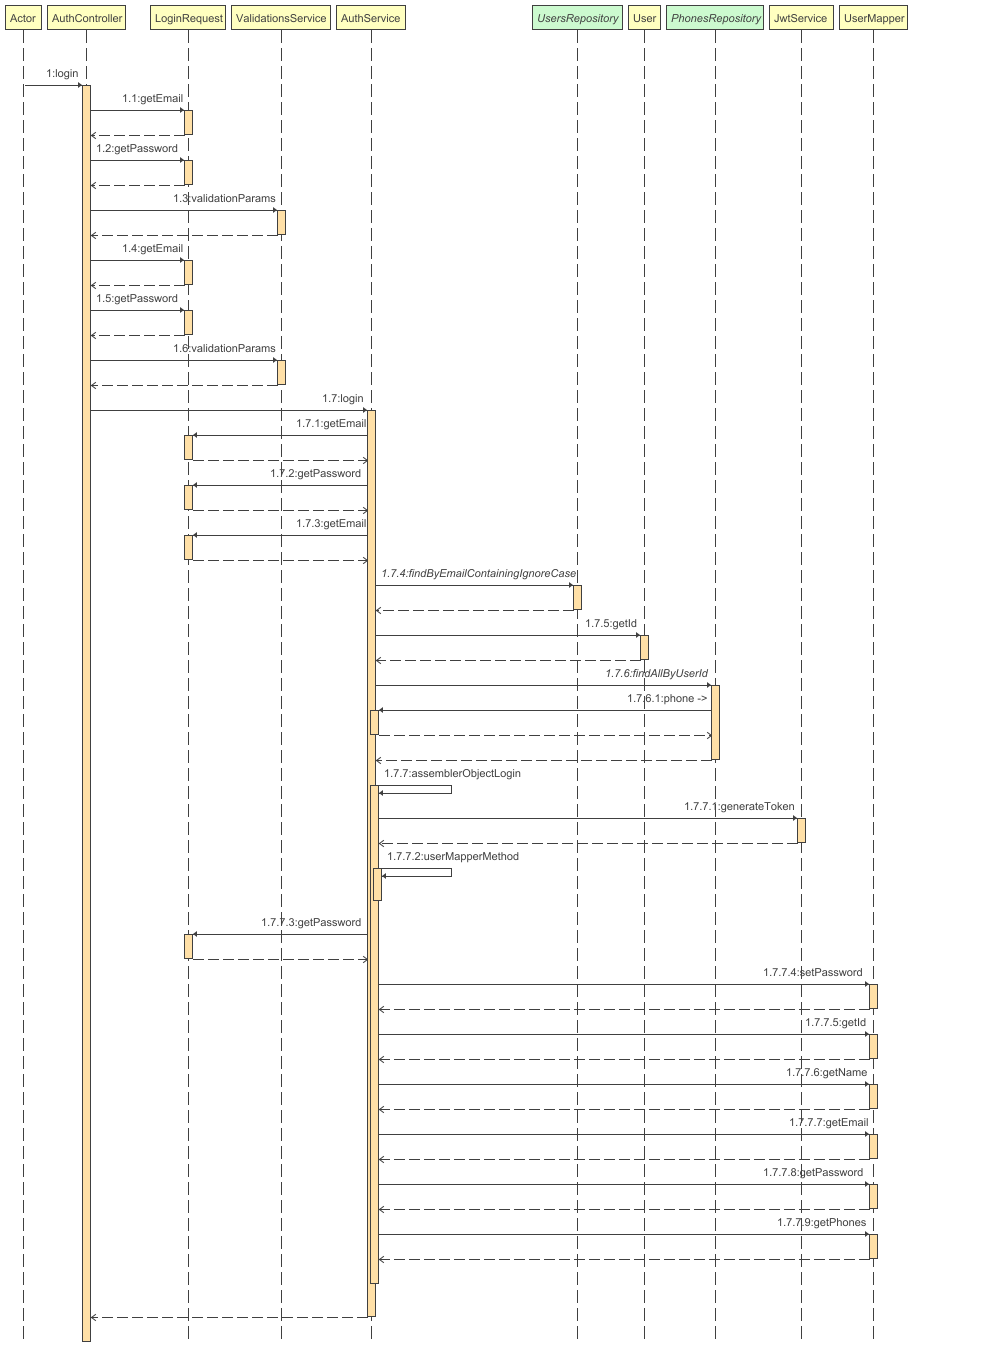 Actor
AuthController
LoginRequest
ValidationsService
AuthService
UsersRepository
User
PhonesRepository
JwtService
UserMapper
1:login
1.1:getEmail
1.2:getPassword
1.3:validationParams
1.4:getEmail
1.5:getPassword
1.6:validationParams
1.7:login
1.7.1:getEmail
1.7.2:getPassword
1.7.3:getEmail
1.7.4:findByEmailContainingIgnoreCase
1.7.5:getId
1.7.6:findAllByUserId
1.7.6.1:phone ->
1.7.7:assemblerObjectLogin
1.7.7.1:generateToken
1.7.7.2:userMapperMethod
1.7.7.3:getPassword
1.7.7.4:setPassword
1.7.7.5:getId
1.7.7.6:getName
1.7.7.7:getEmail
1.7.7.8:getPassword
1.7.7.9:getPhones